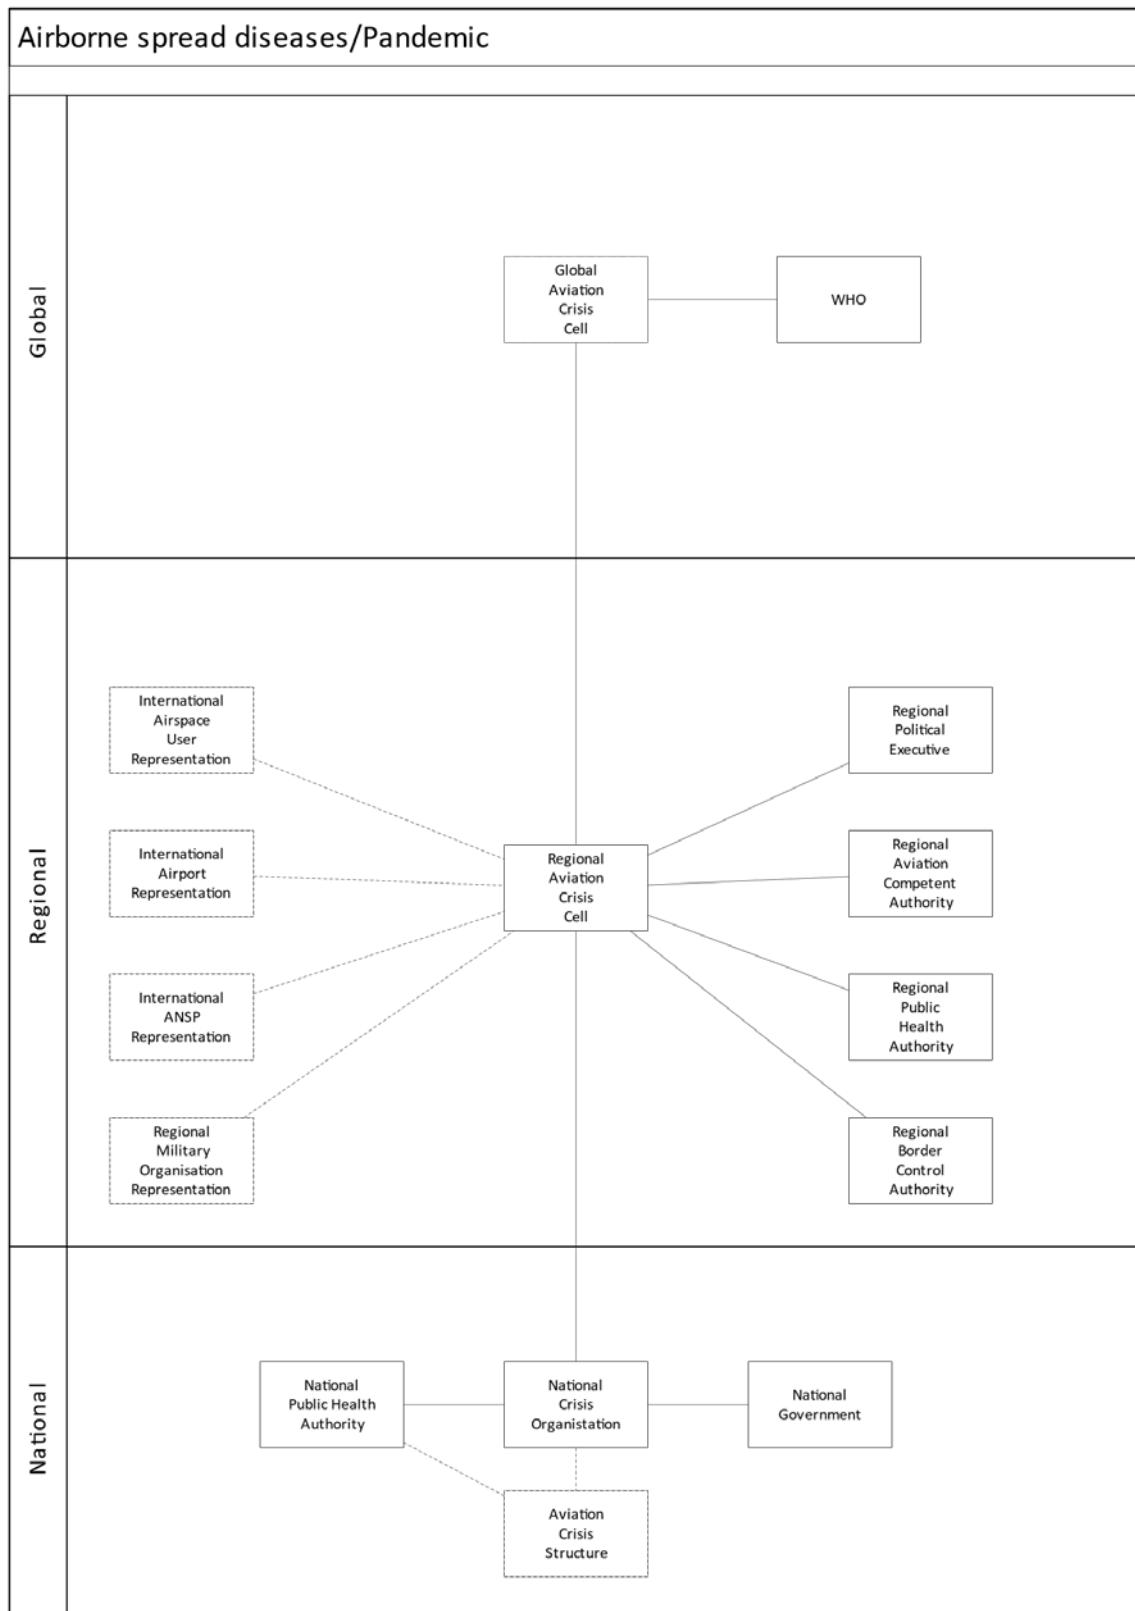 Airborne spread diseases/Pandemic
Global
Global
Aviation
Crisis
Cell
WHO
Regional
International
Airspace
User
Representation
International
Airport
Representation
International
ANSP
Representation
Regional
Military
Organisation
Representation
Regional
Aviation
Crisis
Cell
Regional
Political
Executive
Regional
Aviation
Competent
Authority
Regional
Public
Health
Authority
Regional
Border
Control
Authority
National
National
Public Health
Authority
National
Crisis
Organistation
National
Government
Aviation
Crisis
Structure